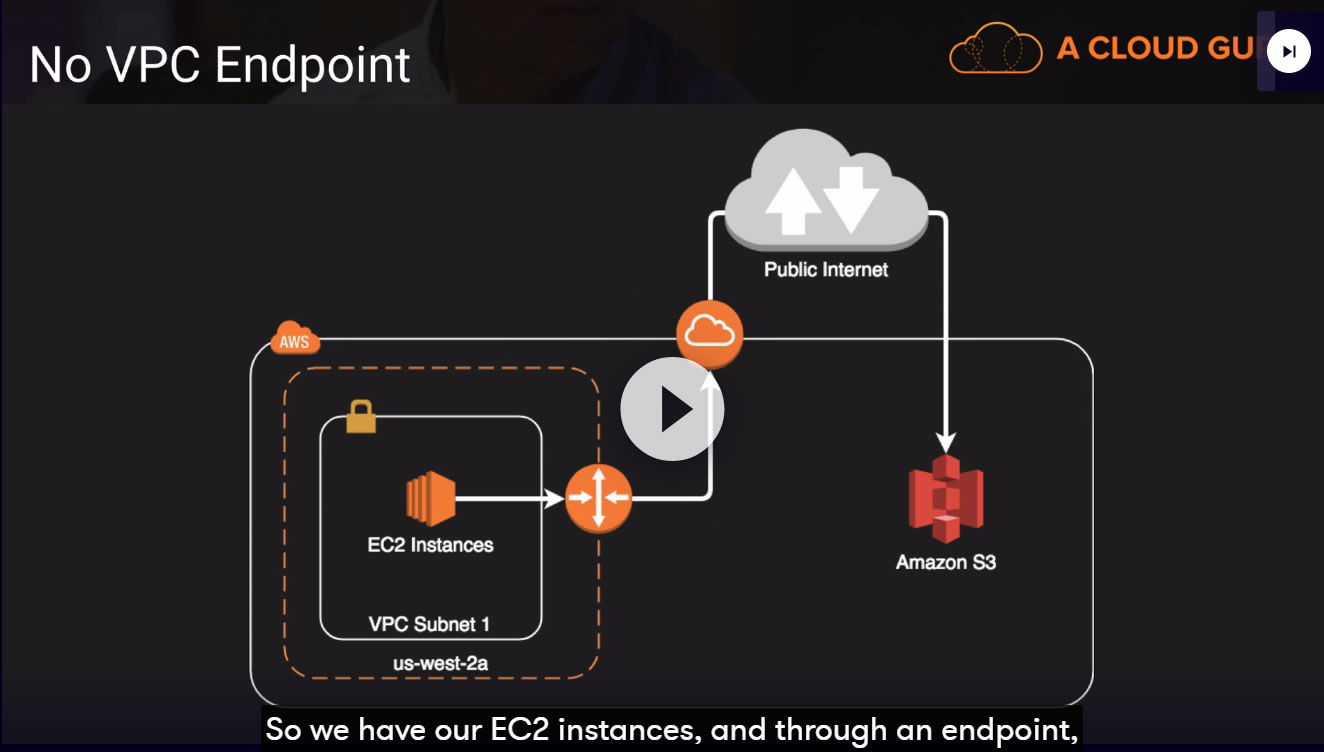 No VPC Endpoint
A CLOUD GU
Public Internet
AWS
EC2 Instances
Amazon S3
VPC Subnet 1
us-west-2a
So we have our EC2 instances, and through an endpoint,